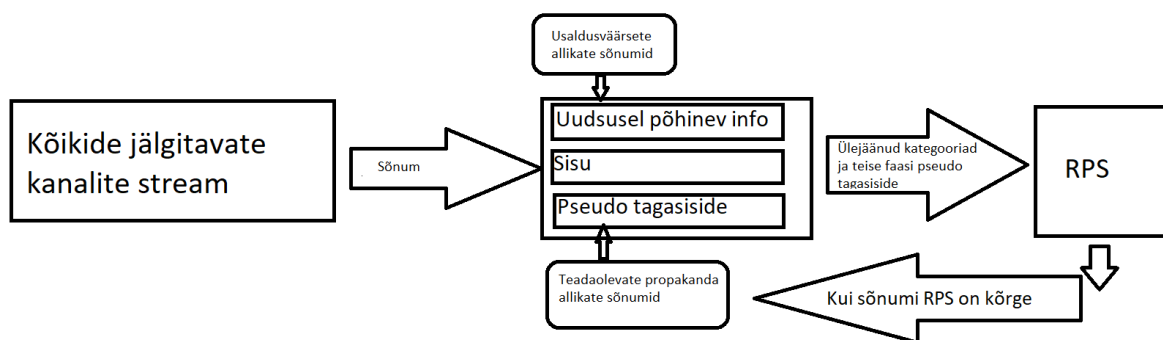 Usaldusväärsete
allikate sõnumid
Kõikide jälgitavate
kanalite stream
Sõnum
Uudsusel põhinev info
Sisu
Pseudo tagasiside
Ülejäänud kategooriad
ja teise faasi pseudo
tagasiside
RPS
Teadaolevate propakanda
allikate sõnumid
Kui sõnumi RPS on kõrge